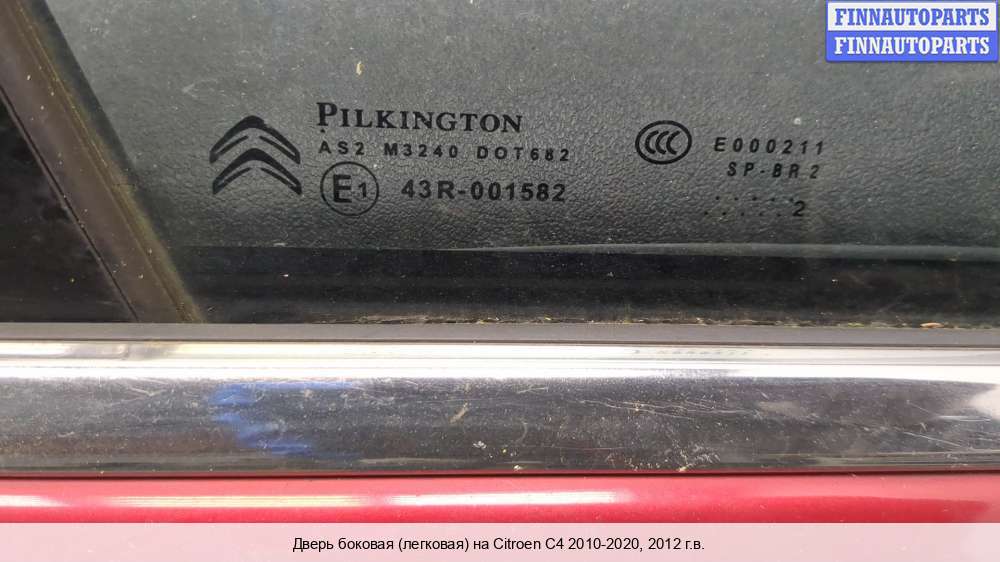 FINNAUTOPARTS
FINNAUTOPARTS
PILKINGTON
AS2 M3240 DOT682
E1 43R-001582
CCC E000211
SP-BR2
. . . . .
. . . . . 2
Дверь боковая (легковая) на Citroen C4 2010-2020, 2012 г.в.